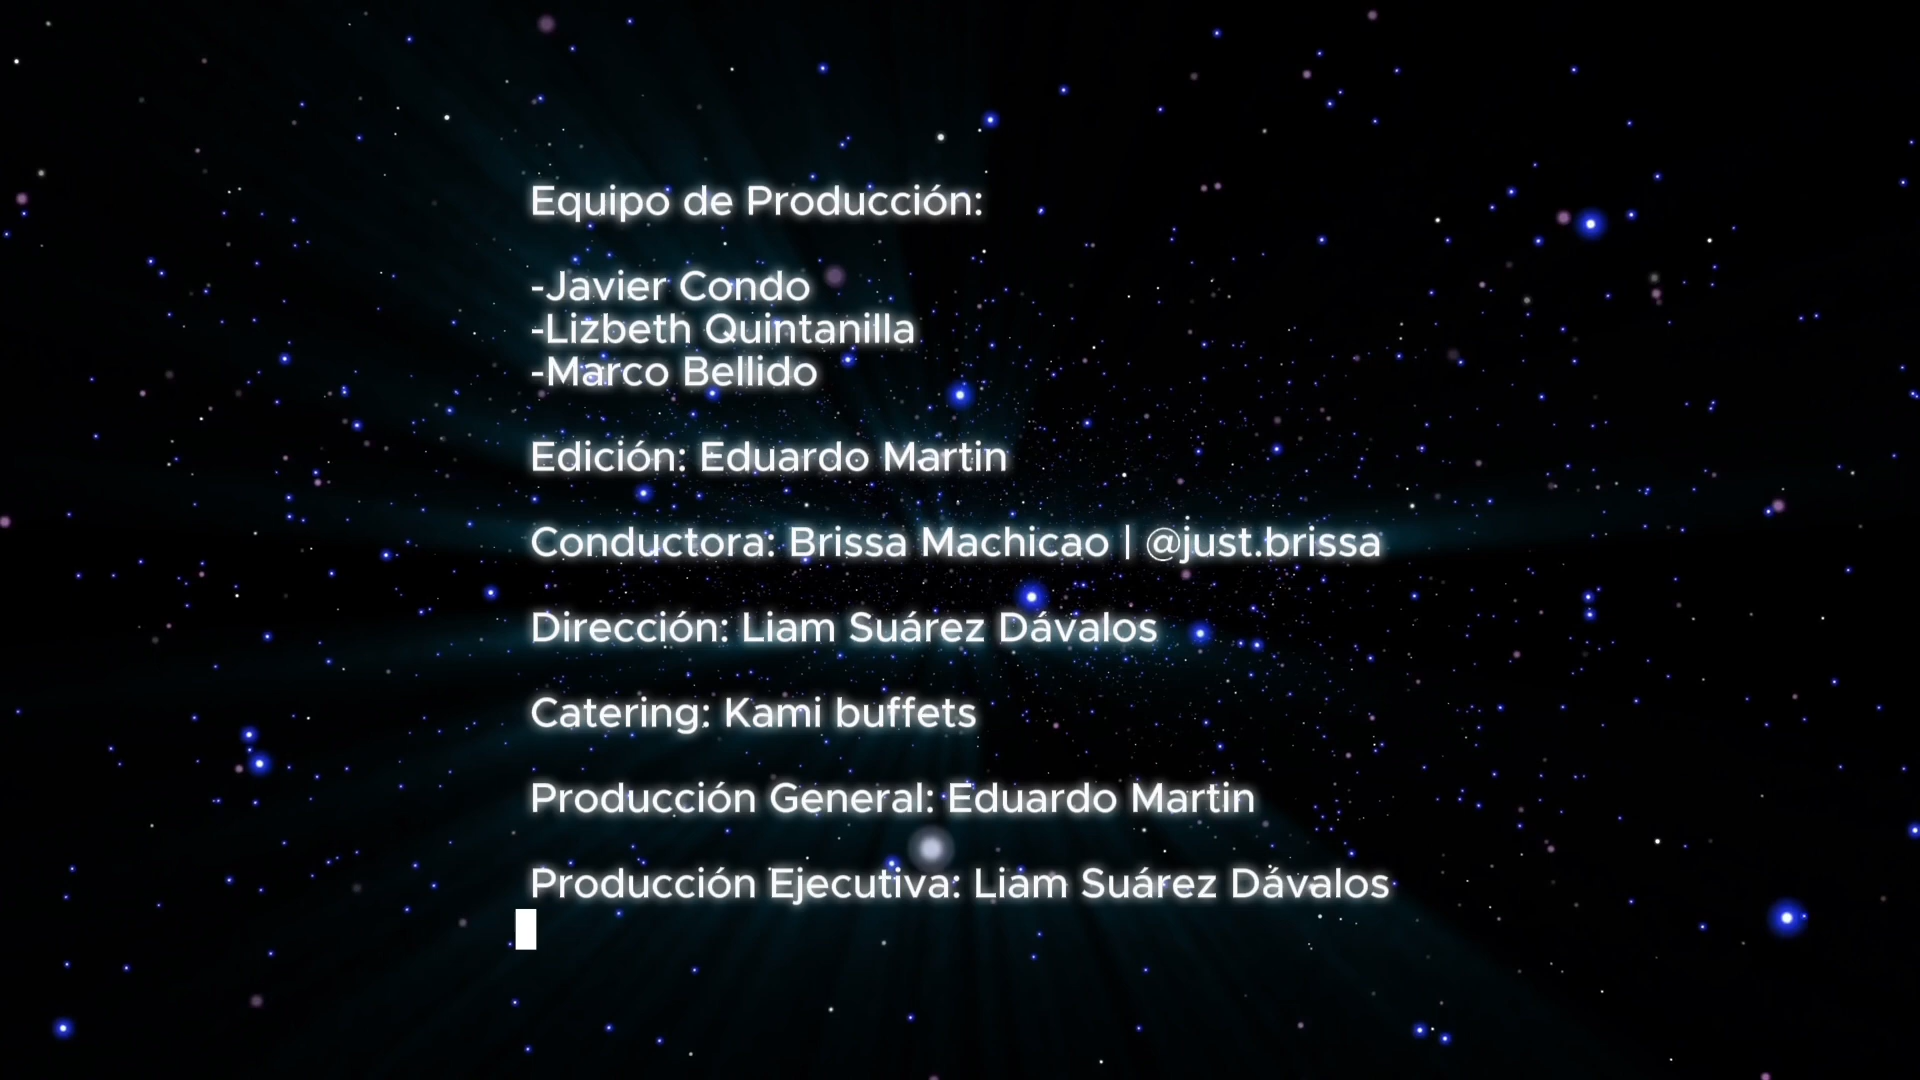 Equipo de Producción:
-Javier Condo
-Lizbeth Quintanilla
-Marco Bellido
Edición: Eduardo Martin
Conductora: Brissa Machicao | @just.brissa
Dirección: Liam Suárez Dávalos
Catering: Kami buffets
Producción General: Eduardo Martin
Producción Ejecutiva: Liam Suárez Dávalos